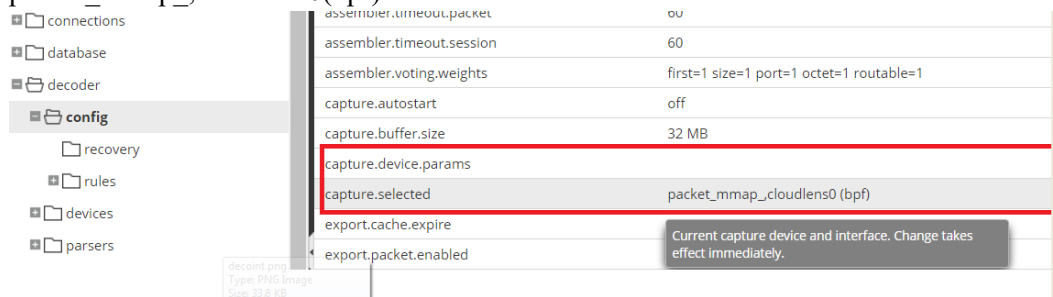 connections
database
decoder
config
recovery
rules
devices
parsers
assembler.timeout.packet 60
assembler.timeout.session 60
assembler.voting.weights first=1 size=1 port=1 octet=1 routable=1
capture.autostart off
capture.buffer.size 32 MB
capture.device.params
capture.selected packet_mmap_,cloudlens0 (bpf)
export.cache.expire
export.packet.enabled
Current capture device and interface. Change takes
effect immediately.
decoint.png
Type: PNG Image
Size: 33.8 KB